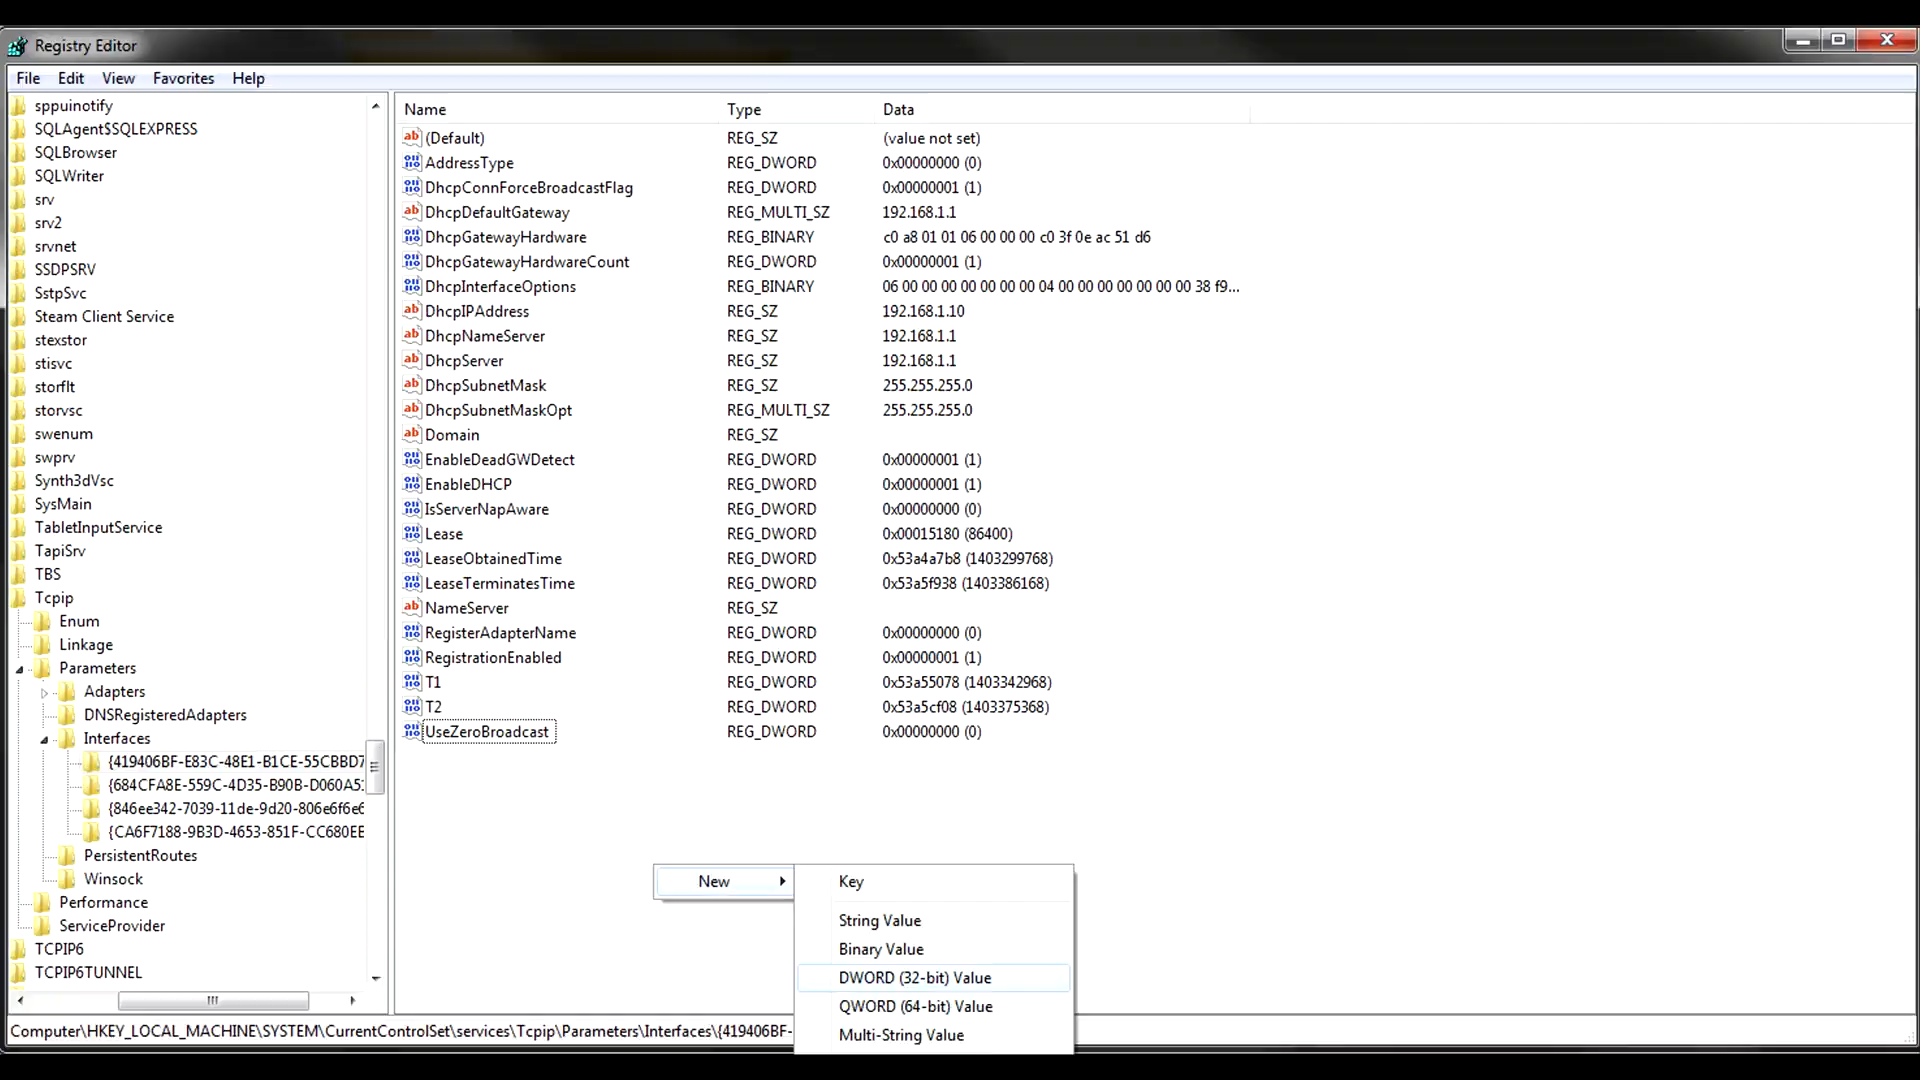 Registry Editor
File Edit View Favorites Help
sppuinotify
SQLAgent$SQLEXPRESS
SQLBrowser
SQLWriter
srv
srv2
srvnet
SSDPSRV
SstpSvc
Steam Client Service
stexstor
stisvc
storflt
storvsc
swenum
swprv
Synth3dVsc
SysMain
TabletInputService
TapiSrv
TBS
Tcpip
Enum
Linkage
Parameters
Adapters
DNSRegisteredAdapters
Interfaces
{419406BF-E83C-48E1-B1CE-55CBBD7
{684CFA8E-559C-4D35-B90B-D060A5
{846ee342-7039-11de-9d20-806e6f6e6
{CA6F7188-9B3D-4653-851F-CC680EE
PersistentRoutes
Winsock
Performance
ServiceProvider
TCPIP6
TCPIP6TUNNEL
Name Type Data
(Default) REG_SZ (value not set)
AddressType REG_DWORD 0x00000000 (0)
DhcpConnForceBroadcastFlag REG_DWORD 0x00000001 (1)
DhcpDefaultGateway REG_MULTI_SZ 192.168.1.1
DhcpGatewayHardware REG_BINARY c0 a8 01 01 06 00 00 00 c0 3f 0e ac 51 d6
DhcpGatewayHardwareCount REG_DWORD 0x00000001 (1)
DhcpInterfaceOptions REG_BINARY 06 00 00 00 00 00 00 00 04 00 00 00 00 00 00 00 38 f9...
DhcpIPAddress REG_SZ 192.168.1.10
DhcpNameServer REG_SZ 192.168.1.1
DhcpServer REG_SZ 192.168.1.1
DhcpSubnetMask REG_SZ 255.255.255.0
DhcpSubnetMaskOpt REG_MULTI_SZ 255.255.255.0
Domain REG_SZ
EnableDeadGWDetect REG_DWORD 0x00000001 (1)
EnableDHCP REG_DWORD 0x00000001 (1)
IsServerNapAware REG_DWORD 0x00000000 (0)
Lease REG_DWORD 0x00015180 (86400)
LeaseObtainedTime REG_DWORD 0x53a4a7b8 (1403299768)
LeaseTerminatesTime REG_DWORD 0x53a5f938 (1403386168)
NameServer REG_SZ
RegisterAdapterName REG_DWORD 0x00000000 (0)
RegistrationEnabled REG_DWORD 0x00000001 (1)
T1 REG_DWORD 0x53a55078 (1403342968)
T2 REG_DWORD 0x53a5cf08 (1403375368)
UseZeroBroadcast REG_DWORD 0x00000000 (0)
New
Key
String Value
Binary Value
DWORD (32-bit) Value
QWORD (64-bit) Value
Multi-String Value
Computer\HKEY_LOCAL_MACHINE\SYSTEM\CurrentControlSet\services\Tcpip\Parameters\Interfaces\{419406BF-